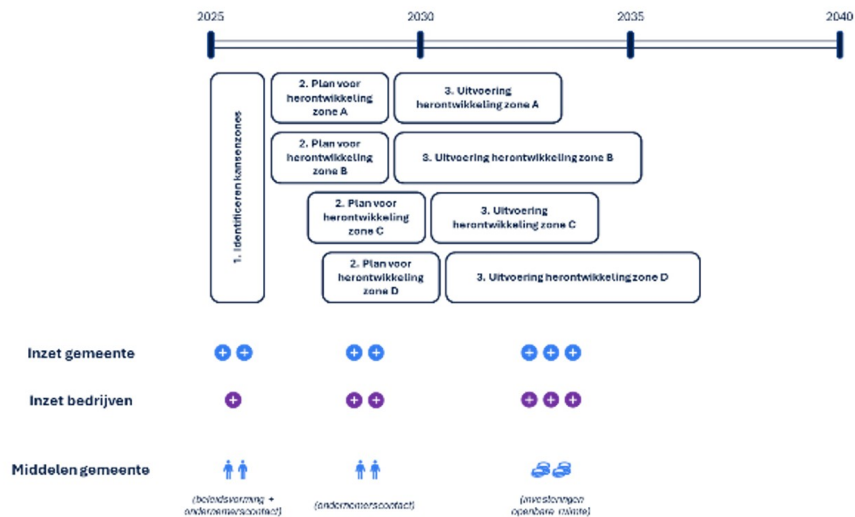 2025 2030 2035 2040
1. Identificeren kansenzones
2. Plan voor
herontwikkeling
zone A
3. Uitvoering
herontwikkeling zone A
2. Plan voor
herontwikkeling
zone B
3. Uitvoering herontwikkeling zone B
2. Plan voor
herontwikkeling
zone C
3. Uitvoering
herontwikkeling zone C
2. Plan voor
herontwikkeling
zone D
3. Uitvoering herontwikkeling zone D
Inzet gemeente
Inzet bedrijven
Middelen gemeente
(beleidsvorming +
ondernemerscontact)
(ondernemerscontact)
(investeringen
openbare ruimte)